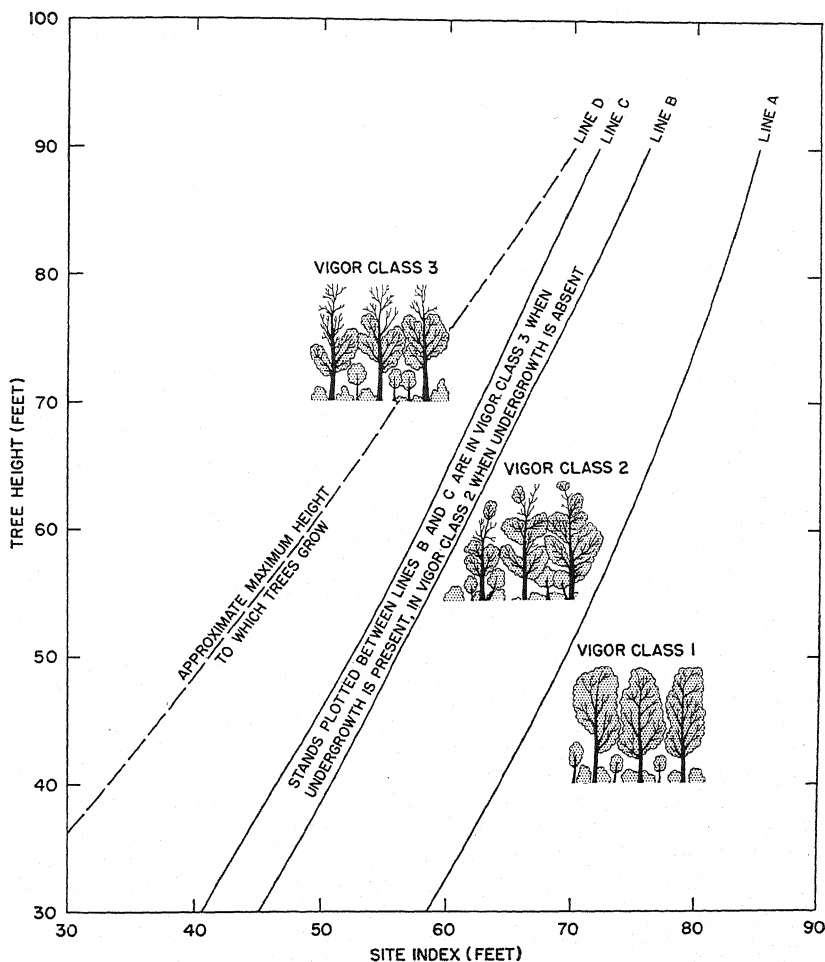 100
90
80
70
60
50
40
30
TREE HEIGHT (FEET)
LINE D
LINE C
LINE B
LINE A
VIGOR CLASS 3
VIGOR CLASS 2
VIGOR CLASS 1
APPROXIMATE MAXIMUM HEIGHT
TO WHICH TREES GROW
STANDS PLOTTED BETWEEN LINES B AND C ARE IN VIGOR CLASS 3 WHEN
UNDERGROWTH IS PRESENT, IN VIGOR CLASS 2 WHEN UNDERGROWTH IS ABSENT
30
40
50
60
70
80
90
SITE INDEX (FEET)